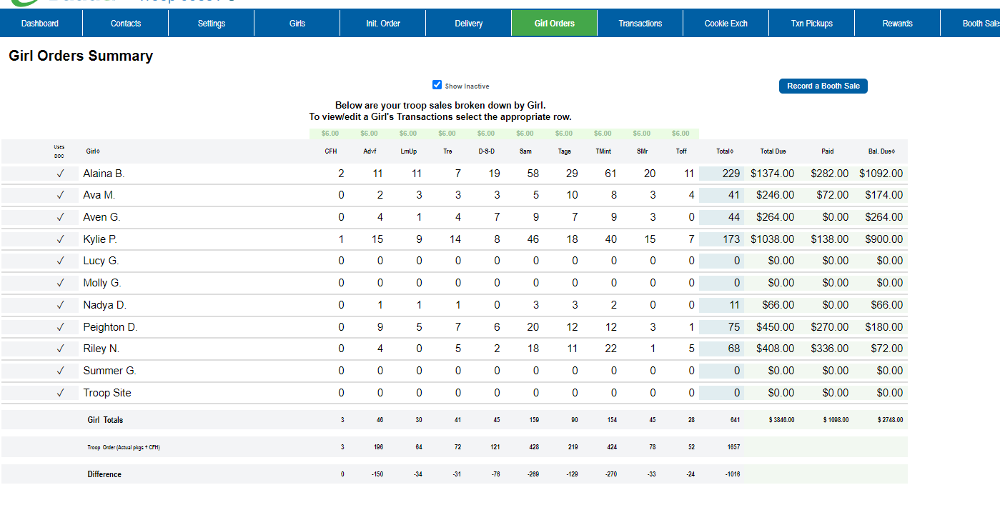 Dashboard Contacts Settings Girls Init. Order Delivery Girl Orders Transactions Cookie Exch Txn Pickups Rewards Booth Sale
Girl Orders Summary
Show Inactive Record a Booth Sale
Below are your troop sales broken down by Girl.
To view/edit a Girl's Transactions select the appropriate row.
$6.00 $6.00 $6.00 $6.00 $6.00 $6.00 $6.00 $6.00 $6.00 $6.00
Uses DOC Girl◊ CFH Advf LmUp Tre D-S-D Sam Tags TMint SMr Toff Total◊ Total Due Paid Bal. Due◊
✓ Alaina B. 2 11 11 7 19 58 29 61 20 11 229 $1374.00 $282.00 $1092.00
✓ Ava M. 0 2 3 3 3 5 10 8 3 4 41 $246.00 $72.00 $174.00
✓ Aven G. 0 4 1 4 7 9 7 9 3 0 44 $264.00 $0.00 $264.00
✓ Kylie P. 1 15 9 14 8 46 18 40 15 7 173 $1038.00 $138.00 $900.00
✓ Lucy G. 0 0 0 0 0 0 0 0 0 0 0 $0.00 $0.00 $0.00
✓ Molly G. 0 0 0 0 0 0 0 0 0 0 0 $0.00 $0.00 $0.00
✓ Nadya D. 0 1 1 1 0 3 3 2 0 0 11 $66.00 $0.00 $66.00
✓ Peighton D. 0 9 5 7 6 20 12 12 3 1 75 $450.00 $270.00 $180.00
✓ Riley N. 0 4 0 5 2 18 11 22 1 5 68 $408.00 $336.00 $72.00
✓ Summer G. 0 0 0 0 0 0 0 0 0 0 0 $0.00 $0.00 $0.00
✓ Troop Site 0 0 0 0 0 0 0 0 0 0 0 $0.00 $0.00 $0.00
Girl Totals 3 46 30 41 45 159 90 154 45 28 641 $ 3846.00 $ 1098.00 $ 2748.00
Troop Order (Actual pkgs + CFH) 3 196 64 72 121 428 219 424 78 52 1657
Difference 0 -150 -34 -31 -76 -269 -129 -270 -33 -24 -1016